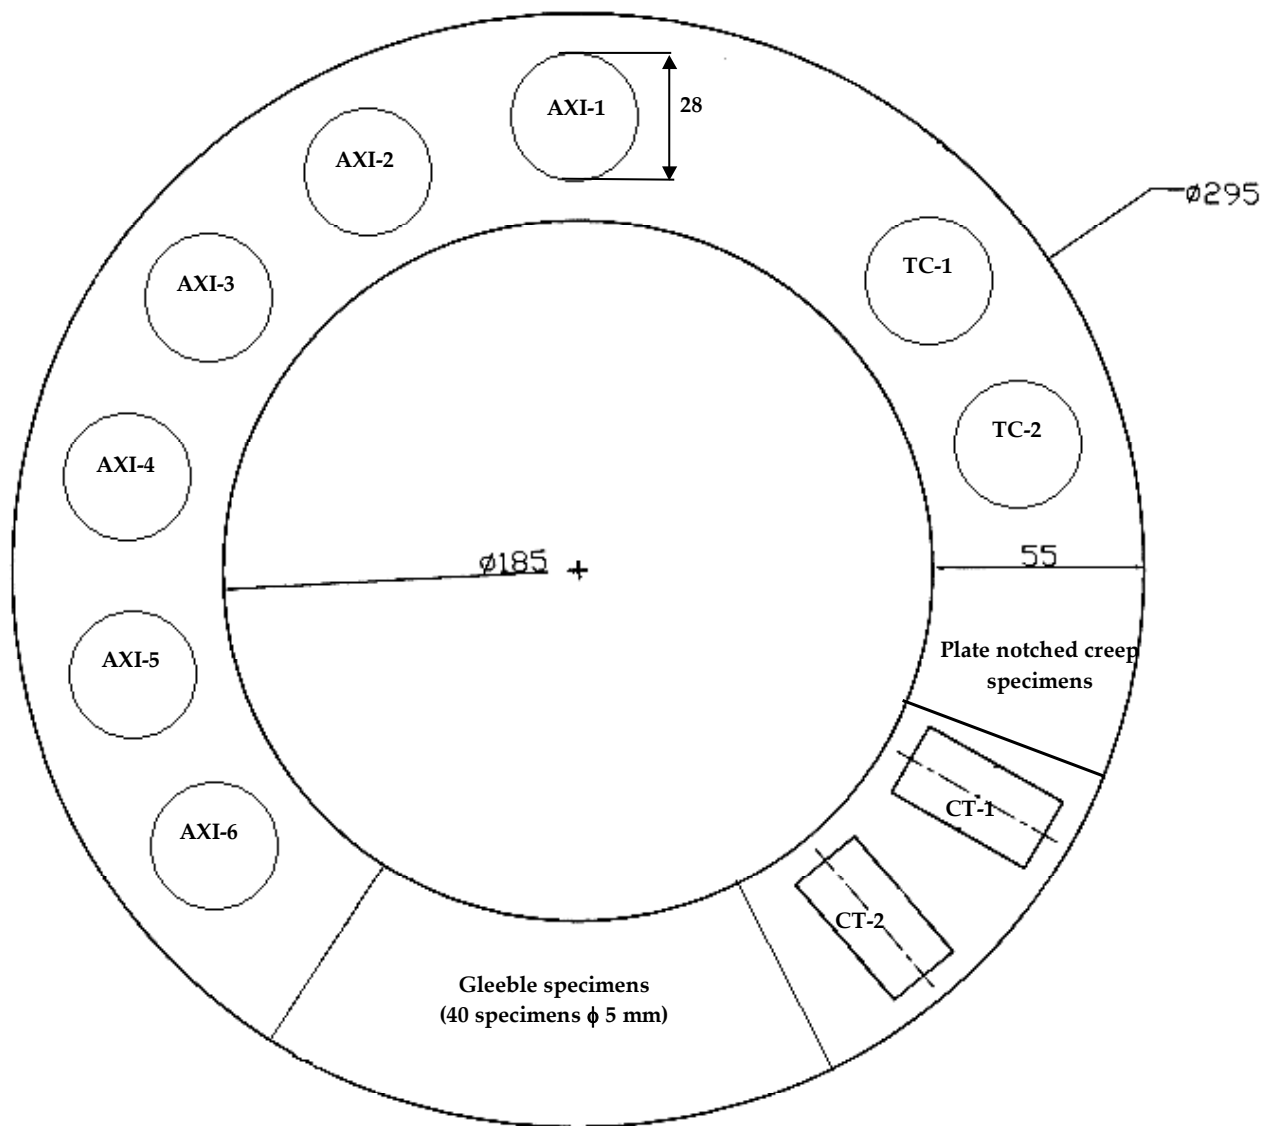 AXI-1
28
AXI-2
ø295
TC-1
AXI-3
TC-2
AXI-4
ø185
55
Plate notched creep
specimens
AXI-5
CT-1
AXI-6
CT-2
Gleeble specimens
(40 specimens ϕ 5 mm)